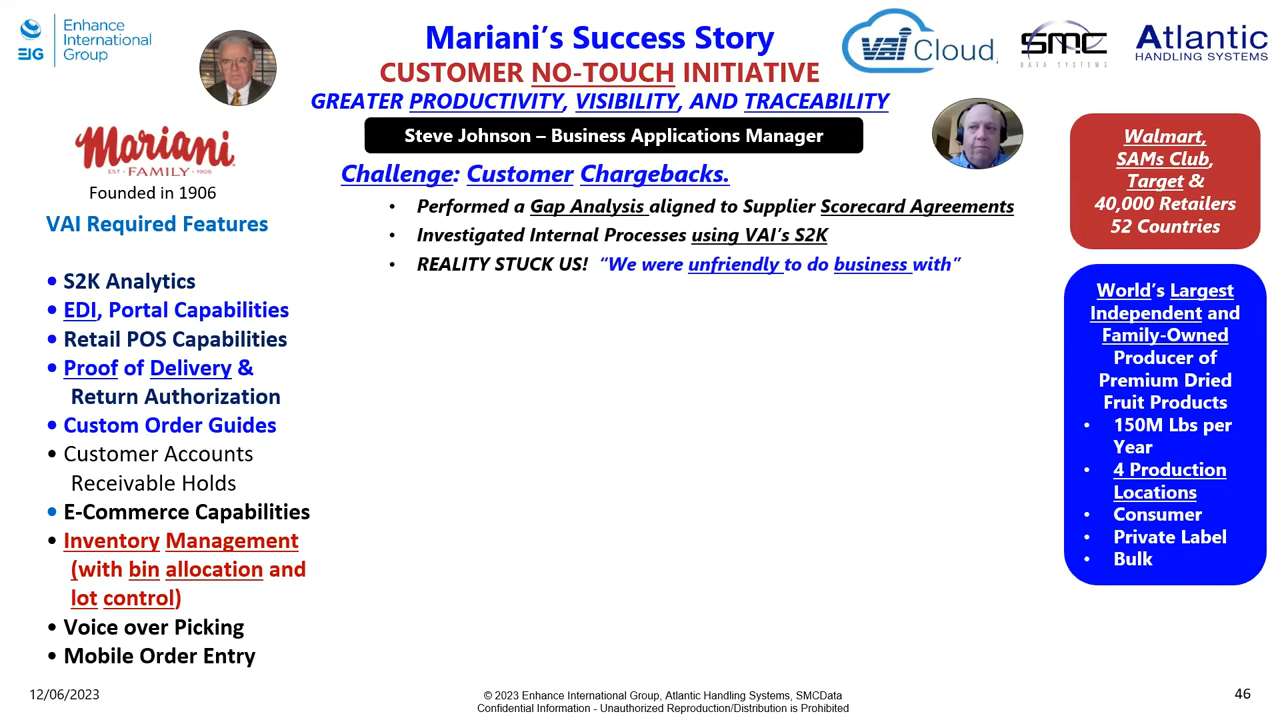 EIG
Enhance
International
Group
Mariani’s Success Story
CUSTOMER NO-TOUCH INITIATIVE
GREATER PRODUCTIVITY, VISIBILITY, AND TRACEABILITY
Steve Johnson – Business Applications Manager
vai Cloud
SMC
DATA SYSTEMS
Atlantic
HANDLING SYSTEMS
Mariani
EST • FAMILY • 1906
Founded in 1906
VAI Required Features
• S2K Analytics
• EDI, Portal Capabilities
• Retail POS Capabilities
• Proof of Delivery &
Return Authorization
• Custom Order Guides
• Customer Accounts
Receivable Holds
• E-Commerce Capabilities
• Inventory Management
(with bin allocation and
lot control)
• Voice over Picking
• Mobile Order Entry
Challenge: Customer Chargebacks.
• Performed a Gap Analysis aligned to Supplier Scorecard Agreements
• Investigated Internal Processes using VAI’s S2K
• REALITY STUCK US! “We were unfriendly to do business with”
Walmart,
SAMs Club,
Target &
40,000 Retailers
52 Countries
World’s Largest
Independent and
Family-Owned
Producer of
Premium Dried
Fruit Products
• 150M Lbs per
Year
• 4 Production
Locations
• Consumer
• Private Label
• Bulk
12/06/2023
© 2023 Enhance International Group, Atlantic Handling Systems, SMCData
Confidential Information - Unauthorized Reproduction/Distribution is Prohibited
46